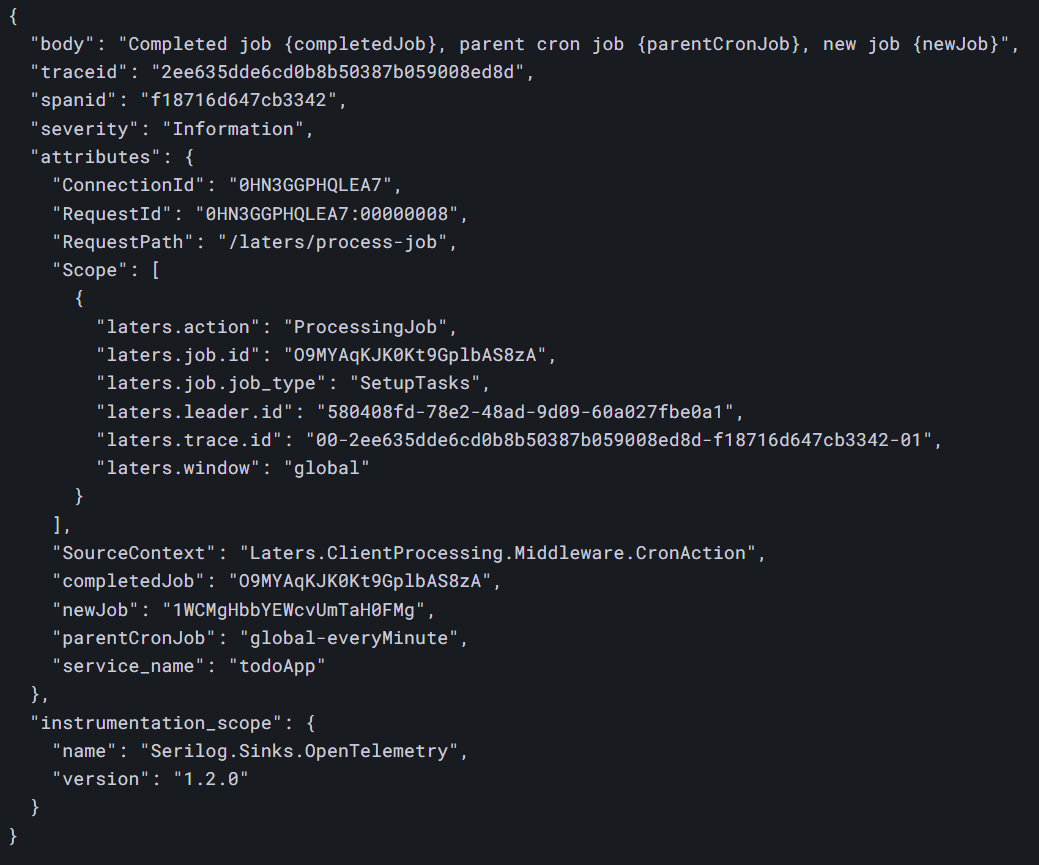 {
  "body": "Completed job {completedJob}, parent cron job {parentCronJob}, new job {newJob}",
  "traceid": "2ee635dde6cd0b8b50387b059008ed8d",
  "spanid": "f18716d647cb3342",
  "severity": "Information",
  "attributes": {
    "ConnectionId": "0HN3GGPHQLEA7",
    "RequestId": "0HN3GGPHQLEA7:00000008",
    "RequestPath": "/laters/process-job",
    "Scope": [
      {
        "laters.action": "ProcessingJob",
        "laters.job.id": "O9MYAqKJK0Kt9GplbAS8zA",
        "laters.job.job_type": "SetupTasks",
        "laters.leader.id": "580408fd-78e2-48ad-9d09-60a027fbe0a1",
        "laters.trace.id": "00-2ee635dde6cd0b8b50387b059008ed8d-f18716d647cb3342-01",
        "laters.window": "global"
      }
    ],
    "SourceContext": "Laters.ClientProcessing.Middleware.CronAction",
    "completedJob": "O9MYAqKJK0Kt9GplbAS8zA",
    "newJob": "1WCMgHbbYEWcvUmTaH0FMg",
    "parentCronJob": "global-everyMinute",
    "service_name": "todoApp"
  },
  "instrumentation_scope": {
    "name": "Serilog.Sinks.OpenTelemetry",
    "version": "1.2.0"
  }
}